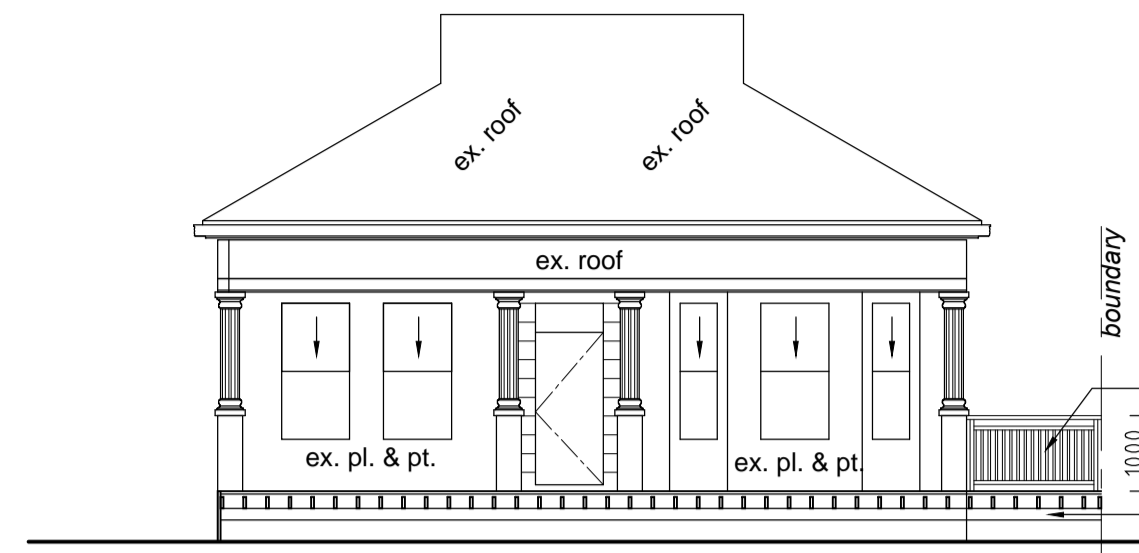 ex. roof
ex. roof
ex. roof
boundary
ex. pl. & pt.
ex. pl. & pt.
1000